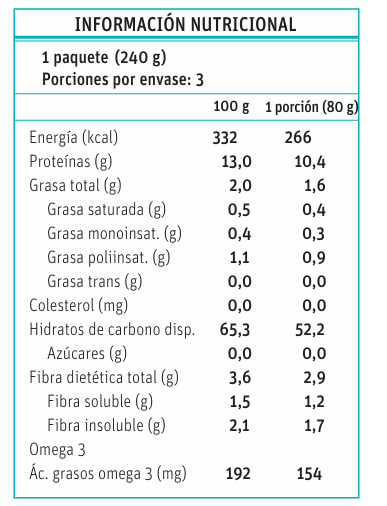 INFORMACIÓN NUTRICIONAL
1 paquete (240 g)
Porciones por envase: 3
100 g 1 porción (80 g)
Energía (kcal) 332 266
Proteínas (g) 13,0 10,4
Grasa total (g) 2,0 1,6
Grasa saturada (g) 0,5 0,4
Grasa monoinsat. (g) 0,4 0,3
Grasa poliinsat. (g) 1,1 0,9
Grasa trans (g) 0,0 0,0
Colesterol (mg) 0,0 0,0
Hidratos de carbono disp. 65,3 52,2
Azúcares (g) 0,0 0,0
Fibra dietética total (g) 3,6 2,9
Fibra soluble (g) 1,5 1,2
Fibra insoluble (g) 2,1 1,7
Omega 3
Ác. grasos omega 3 (mg) 192 154